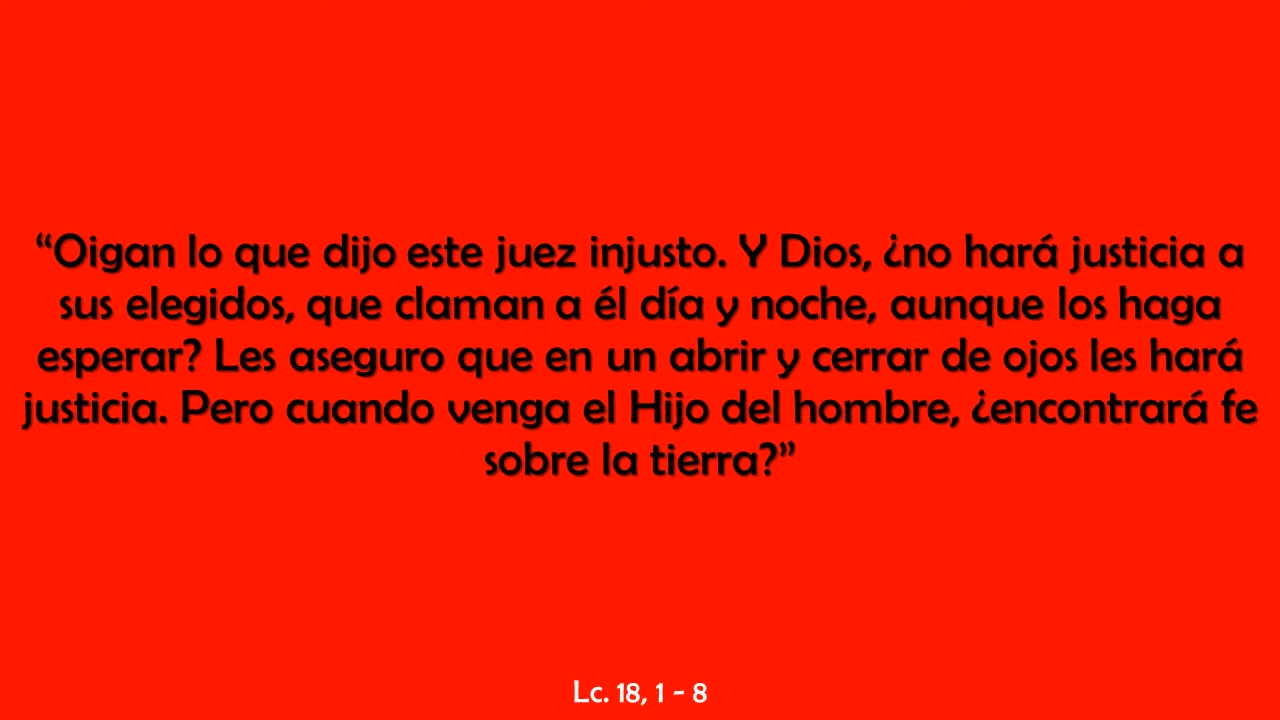 “Oigan lo que dijo este juez injusto. Y Dios, ¿no hará justicia a
sus elegidos, que claman a él día y noche, aunque los haga
esperar? Les aseguro que en un abrir y cerrar de ojos les hará
justicia. Pero cuando venga el Hijo del hombre, ¿encontrará fe
sobre la tierra?”
Lc. 18, 1 - 8